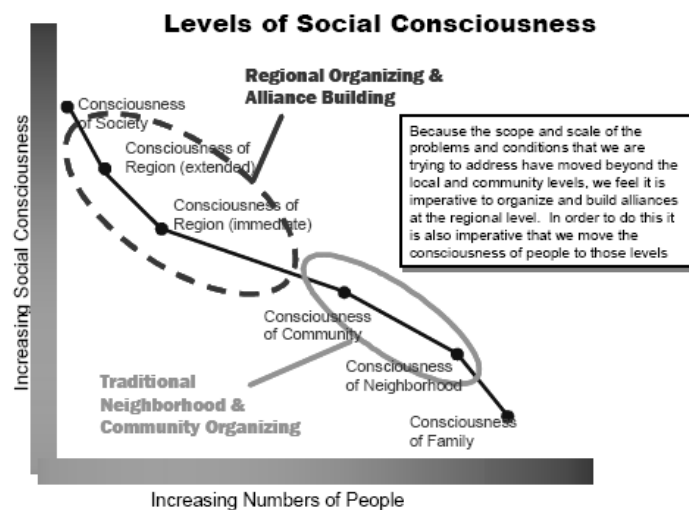 Levels of Social Consciousness
Regional Organizing &
Alliance Building
Consciousness
of Society
Consciousness of
Region (extended)
Consciousness of
Region (immediate)
Because the scope and scale of the
problems and conditions that we are
trying to address have moved beyond the
local and community levels, we feel it is
imperative to organize and build alliances
at the regional level. In order to do this it
is also imperative that we move the
consciousness of people to those levels
Increasing Social Consciousness
Consciousness
of Community
Consciousness
of Neighborhood
Traditional
Neighborhood &
Community Organizing
Consciousness
of Family
Increasing Numbers of People